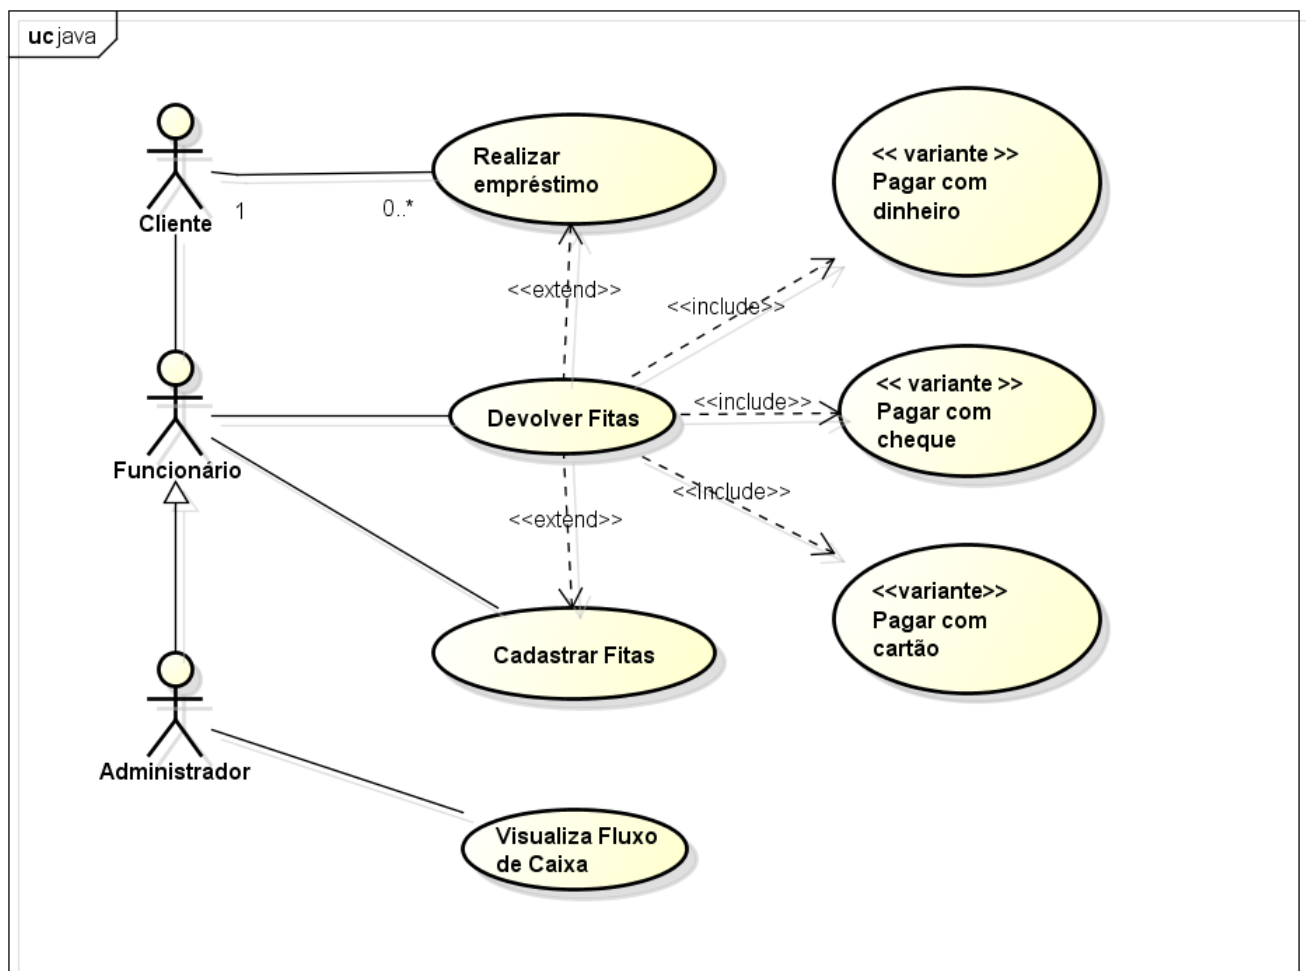 uc java
Cliente
1
0..*
Realizar
empréstimo
<< variante >>
Pagar com
dinheiro
<<extend>>
<<include>>
Funcionário
Devolver Fitas
<<include>>
<< variante >>
Pagar com
cheque
<<include>>
<<extend>>
Cadastrar Fitas
<<variante>>
Pagar com
cartão
Administrador
Visualiza Fluxo
de Caixa